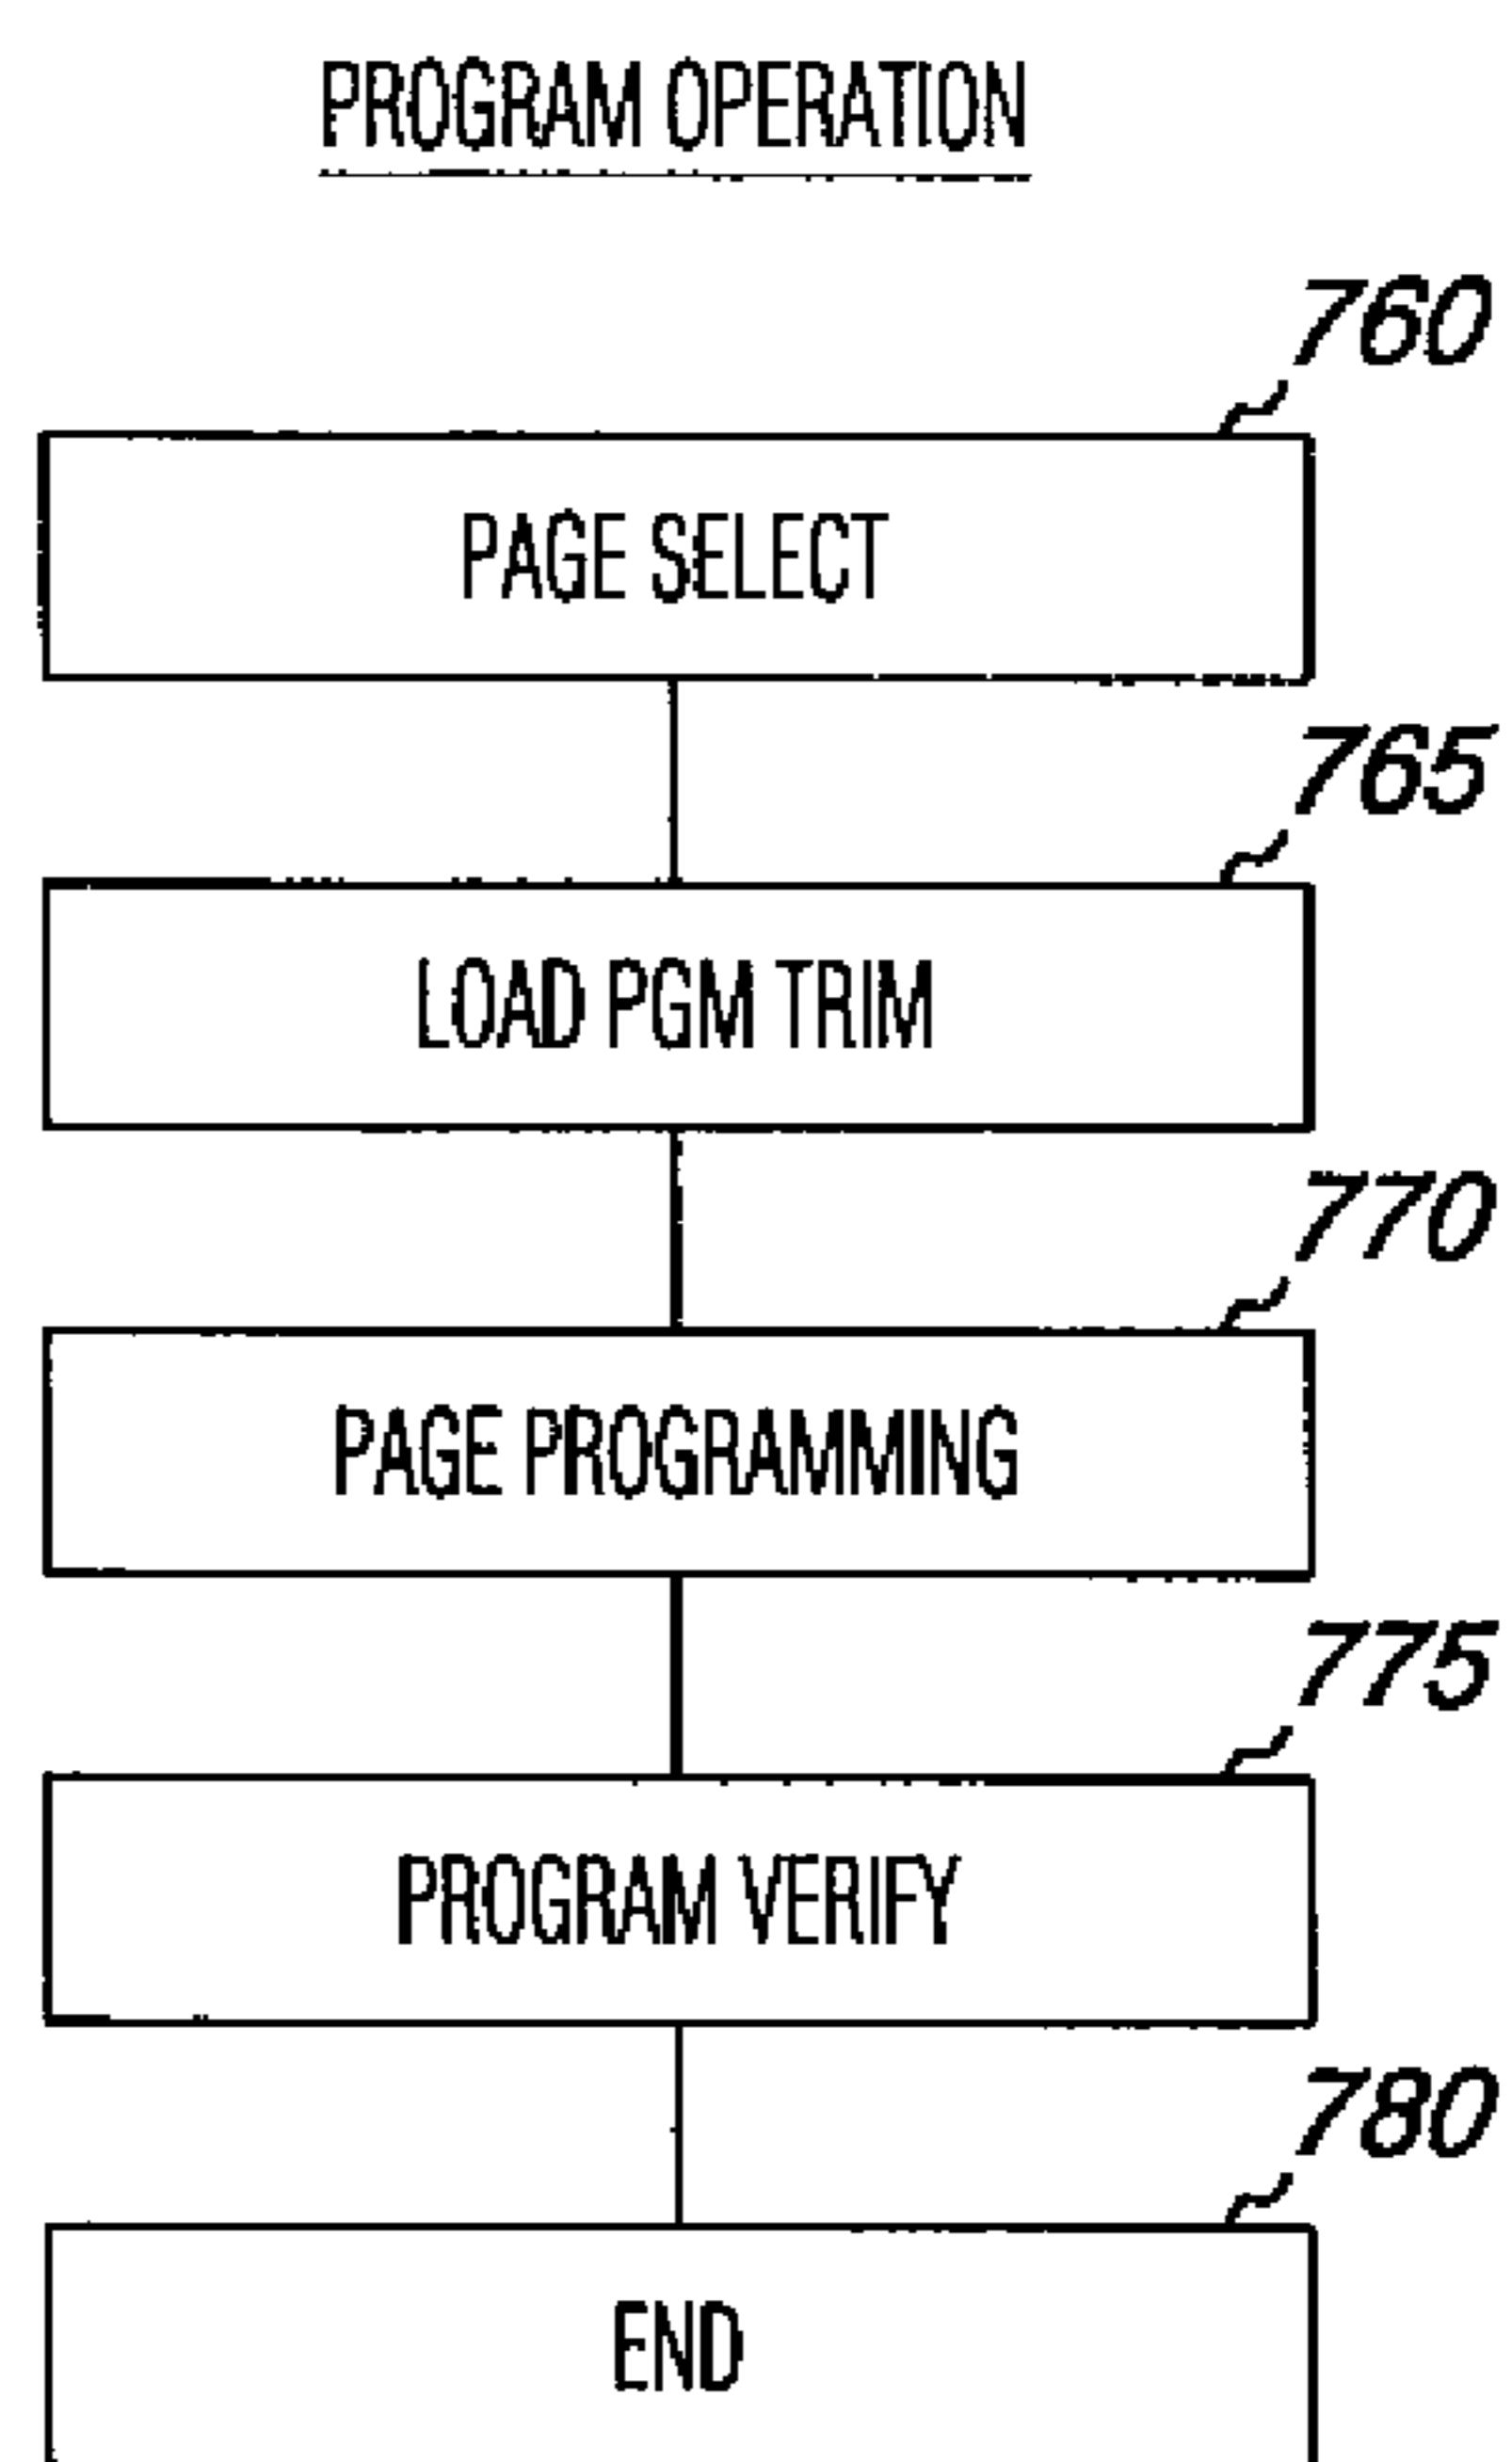 PROGRAM OPERATION
760
PAGE SELECT
765
LOAD PGM TRIM
770
PAGE PROGRAMMING
775
PROGRAM VERIFY
780
END